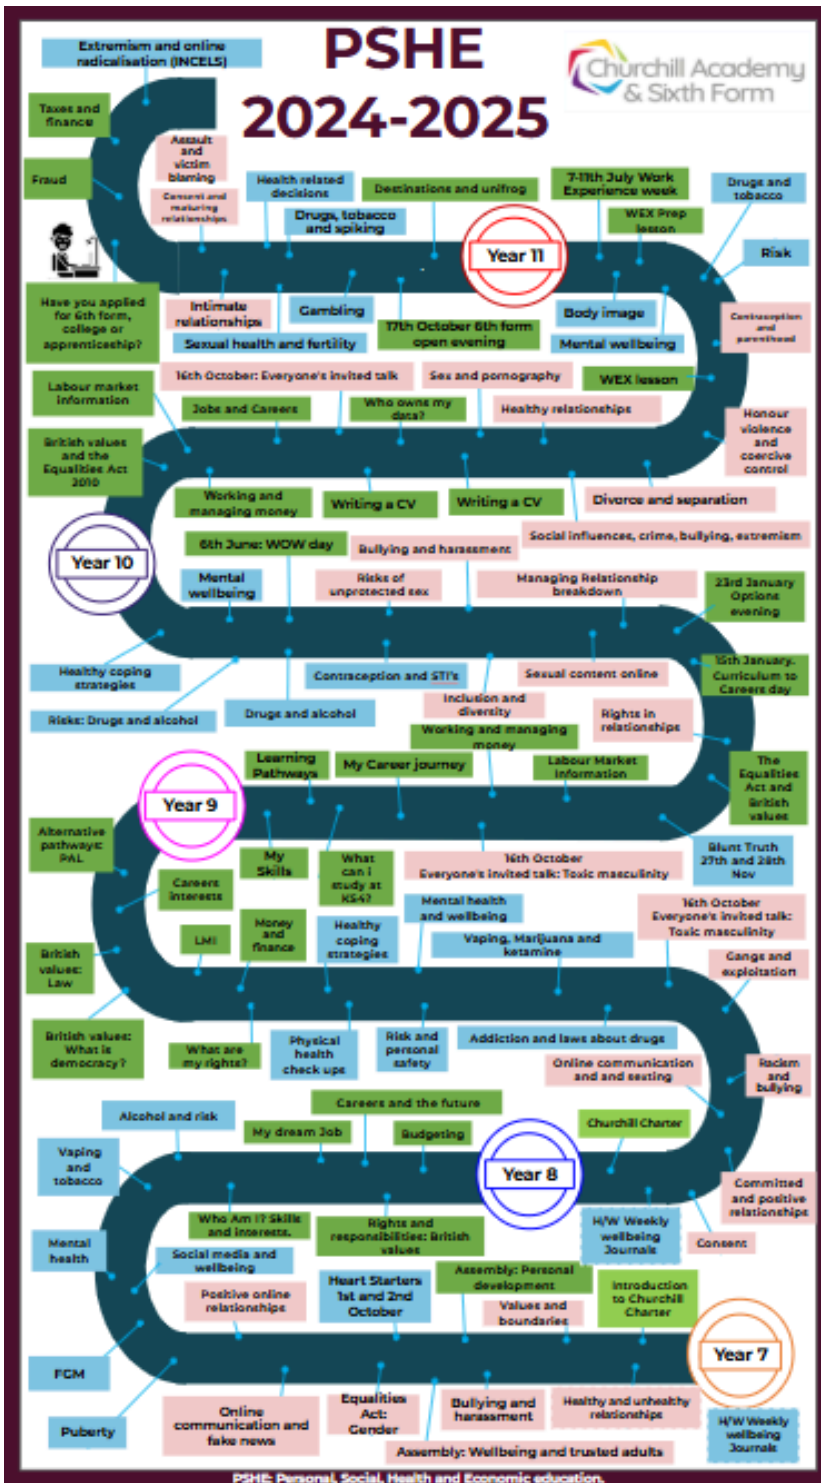 PSHE
2024-2025
Churchill Academy
& Sixth Form
Extremism and online
radicalisation (INCELS)
Taxes and
finance
Fraud
Assault
and
victim
blaming
Consent and
maturing
relationships
Health related
decisions
Drugs, tobacco
and spiking
Destinations and unifrog
7-11th July Work
Experience week
WEX Prep
lesson
Drugs and
tobacco
Risk
Year 11
Have you applied
for 6th form,
college or
apprenticeship?
Intimate
relationships
Gambling
Sexual health and fertility
17th October 6th form
open evening
Body image
Mental wellbeing
Contraception
and
parenthood
Labour market
information
16th October: Everyone's invited talk
Sex and pornography
WEX lesson
Jobs and Careers
Who owns my
data?
Healthy relationships
Honour
violence
and
coercive
control
British values
and the
Equalities Act
2010
Working and
managing money
Writing a CV
Writing a CV
Divorce and separation
Social influences, crime, bullying, extremism
Year 10
6th June: WOW day
Bullying and harassment
Mental
wellbeing
Risks of
unprotected sex
Managing Relationship
breakdown
23rd January
Options
evening
Healthy coping
strategies
Contraception and STI's
Sexual content online
15th January.
Curriculum to
Careers day
Risks: Drugs and alcohol
Drugs and alcohol
Inclusion and
diversity
Rights in
relationships
Working and managing
money
Learning
Pathways
My Career journey
Labour Market
Information
The
Equalities
Act and
British
values
Year 9
Alternative
pathways:
PAL
My
Skills
What
can i
study at
KS4?
16th October
Everyone's invited talk: Toxic masculinity
Blunt Truth
27th and 28th
Nov
Careers
interests
LMI
Money
and
finance
Healthy
coping
strategies
Mental health
and wellbeing
Vaping, Marijuana and
ketamine
16th October
Everyone's invited talk:
Toxic masculinity
Gangs and
exploitation
British
values:
Law
British values:
What is
democracy?
What are
my rights?
Physical
health
check ups
Risk and
personal
safety
Addiction and laws about drugs
Online communication
and and sexting
Racism
and
bullying
Careers and the future
Alcohol and risk
My dream Job
Budgeting
Churchill Charter
Year 8
Vaping
and
tobacco
Committed
and positive
relationships
Who Am I? Skills
and interests.
Rights and
responsibilities: British
values
H/W Weekly
wellbeing
Journals
Consent
Mental
health
Social media and
wellbeing
Positive online
relationships
Heart Starters
1st and 2nd
October
Assembly: Personal
development
Values and
boundaries
Introduction
to Churchill
Charter
Year 7
FGM
Puberty
Online
communication and
fake news
Equalities
Act:
Gender
Bullying and
harassment
Healthy and unhealthy
relationships
H/W Weekly
wellbeing
Journals
Assembly: Wellbeing and trusted adults
PSHE: Personal, Social, Health and Economic education.